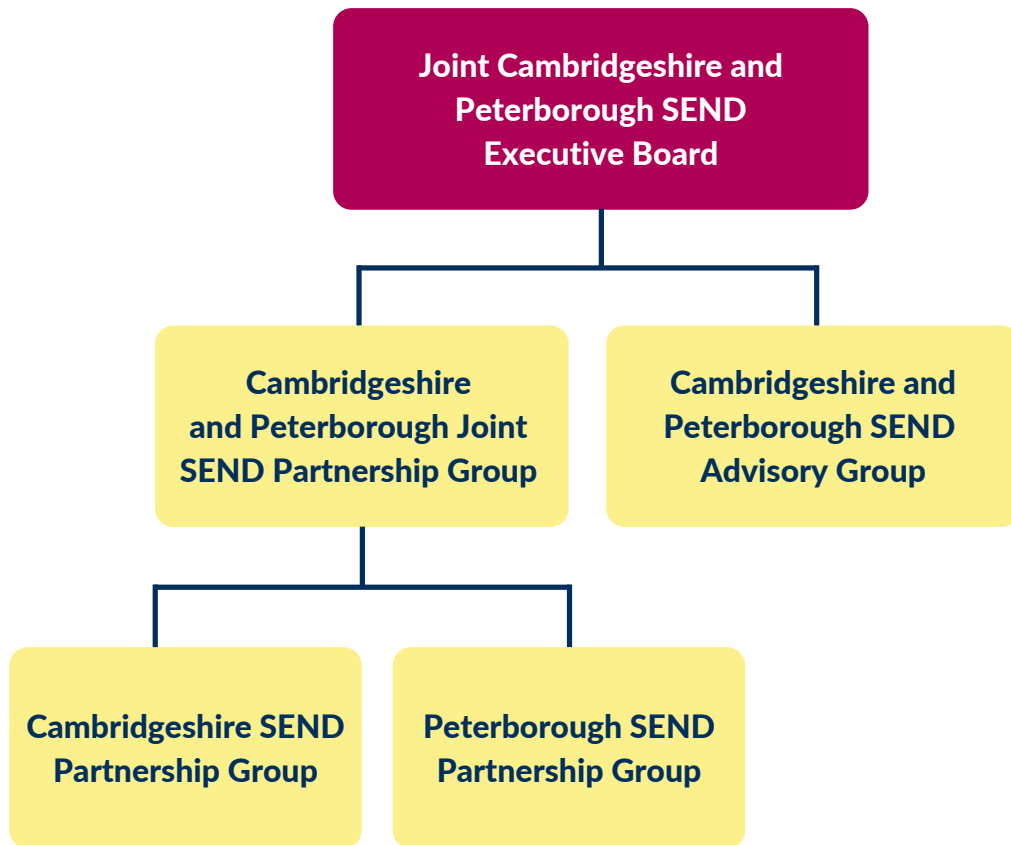 Joint Cambridgeshire and
Peterborough SEND
Executive Board
Cambridgeshire
and Peterborough Joint
SEND Partnership Group
Cambridgeshire and
Peterborough SEND
Advisory Group
Cambridgeshire SEND
Partnership Group
Peterborough SEND
Partnership Group